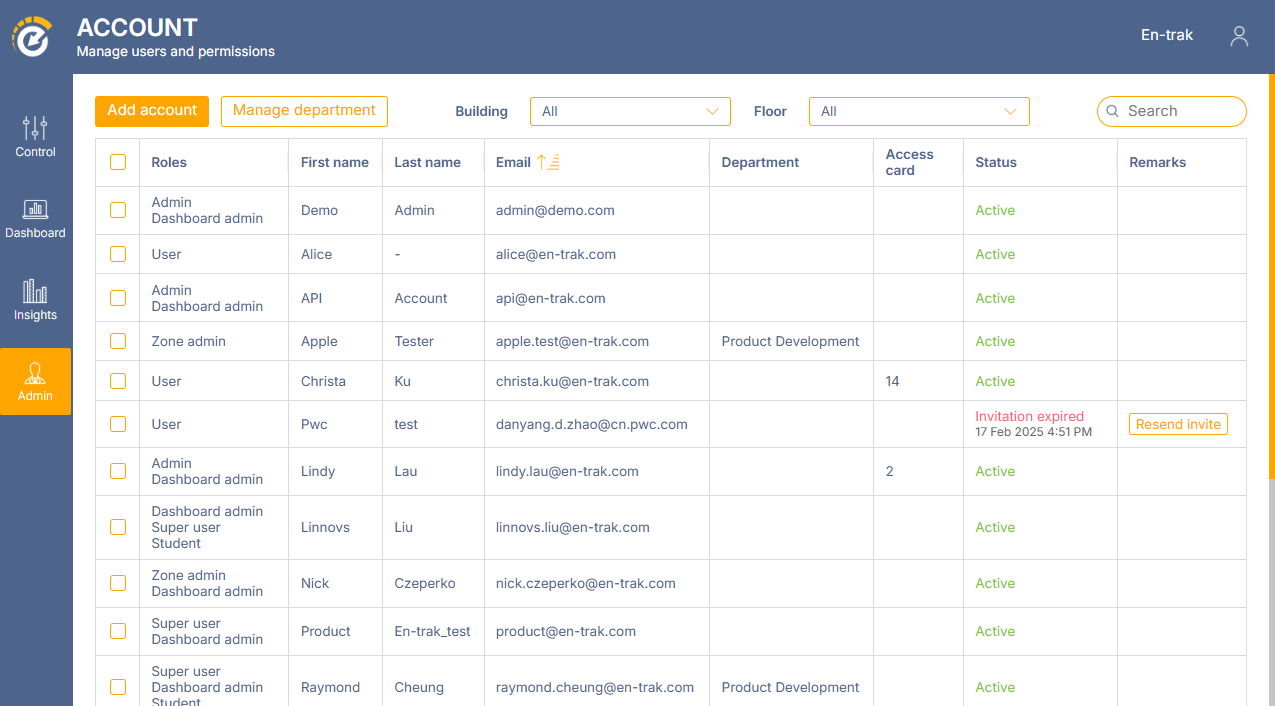 ACCOUNT
Manage users and permissions
En-trak
Control
Dashboard
Insights
Admin
Add account
Manage department
Building
All
Floor
All
Search
Roles First name Last name Email Department Access card Status Remarks
Admin
Dashboard admin
Demo Admin admin@demo.com Active
User Alice - alice@en-trak.com Active
Admin
Dashboard admin
API Account api@en-trak.com Active
Zone admin Apple Tester apple.test@en-trak.com Product Development Active
User Christa Ku christa.ku@en-trak.com 14 Active
User Pwc test danyang.d.zhao@cn.pwc.com Invitation expired
17 Feb 2025 4:51 PM
Resend invite
Admin
Dashboard admin
Lindy Lau lindy.lau@en-trak.com 2 Active
Dashboard admin
Super user
Student
Linnovs Liu linnovs.liu@en-trak.com Active
Zone admin
Dashboard admin
Nick Czeperko nick.czeperko@en-trak.com Active
Super user
Dashboard admin
Product En-trak_test product@en-trak.com Active
Super user
Dashboard admin
Student
Raymond Cheung raymond.cheung@en-trak.com Product Development Active